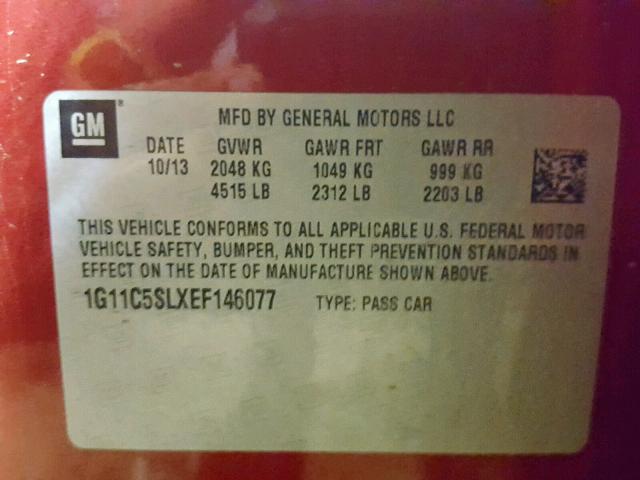 GM®
MFD BY GENERAL MOTORS LLC
DATE GVWR GAWR FRT GAWR RR
10/13 2048 KG 1049 KG 999 KG
4515 LB 2312 LB 2203 LB
THIS VEHICLE CONFORMS TO ALL APPLICABLE U.S. FEDERAL MOTOR
VEHICLE SAFETY, BUMPER, AND THEFT PREVENTION STANDARDS IN
EFFECT ON THE DATE OF MANUFACTURE SHOWN ABOVE.
1G11C5SLXEF146077 TYPE: PASS CAR